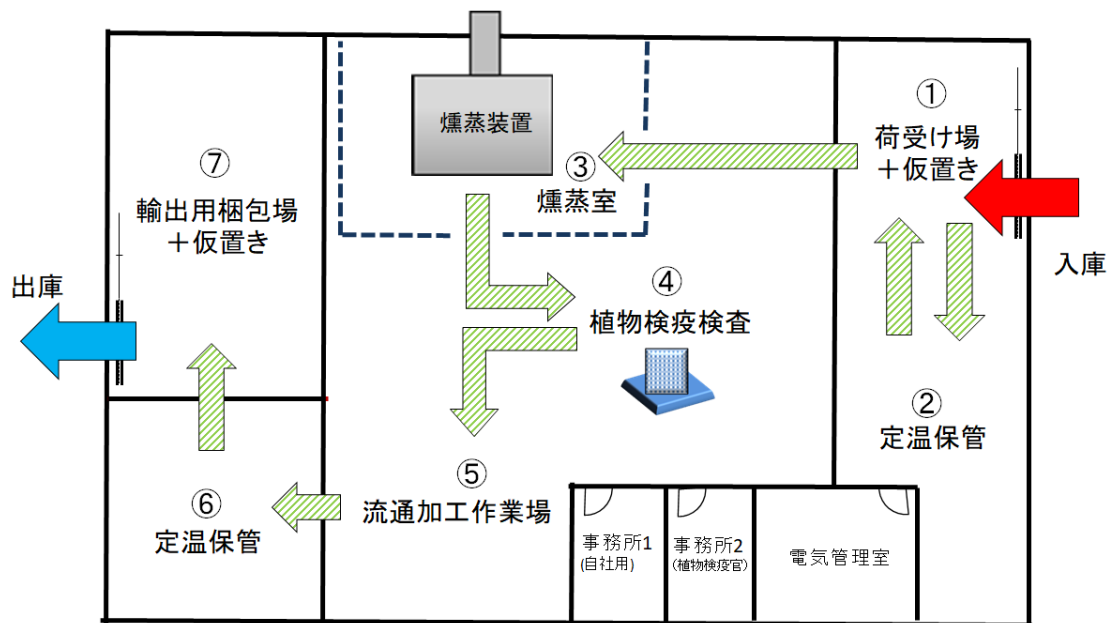 燻蒸装置
①
荷受け場
＋仮置き
③
燻蒸室
⑦
輸出用梱包場
＋仮置き
入庫
出庫
④
植物検疫検査
②
定温保管
⑤
流通加工作業場
⑥
定温保管
事務所1
(自社用)
事務所2
(植物検疫官)
電気管理室